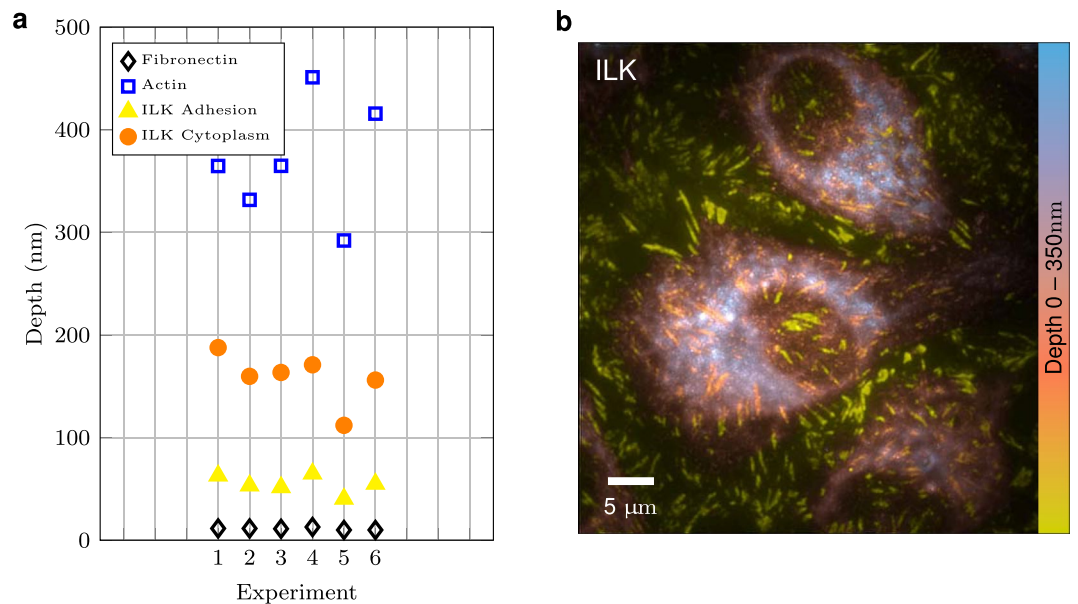 a
500
400
300
200
100
0
Depth (nm)
Fibronectin
Actin
ILK Adhesion
ILK Cytoplasm
1 2 3 4 5 6
Experiment
b
ILK
5 μm
Depth 0 – 350nm